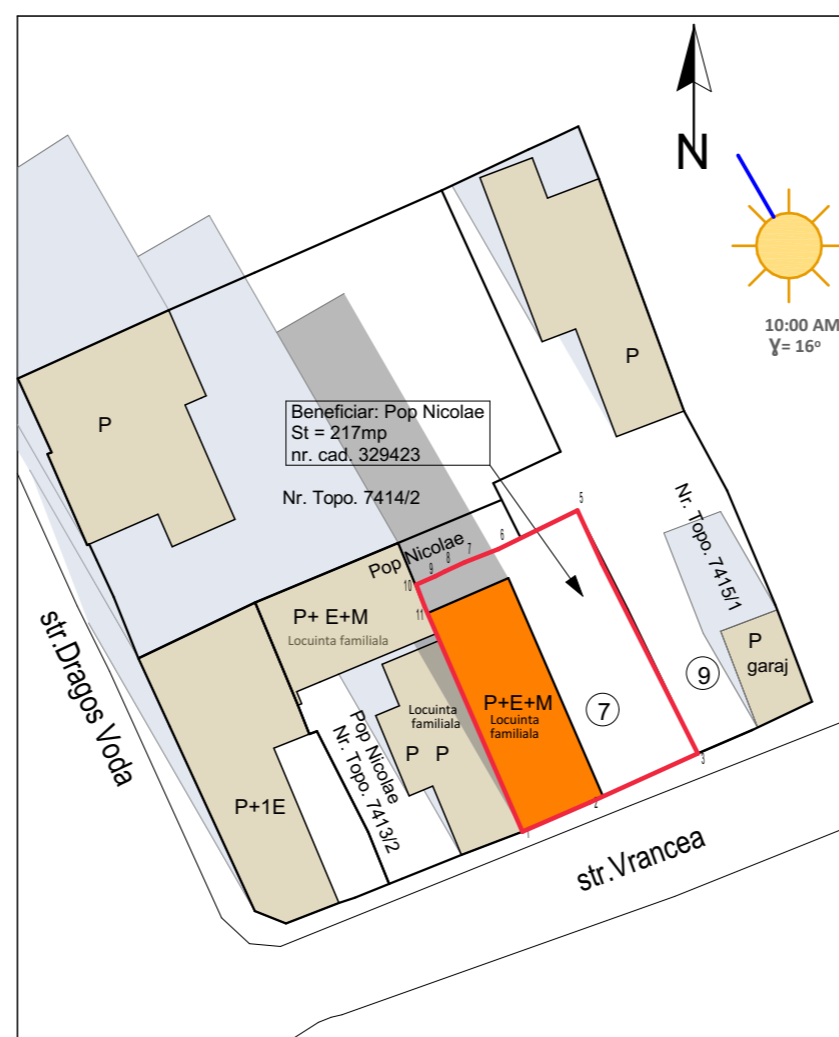 N
10:00 AM
Ɣ= 16º
P
P
Beneficiar: Pop Nicolae
St = 217mp
nr. cad. 329423
Nr. Topo. 7414/2
5
6
7
8
9
10
11
Pop Nicolae
Nr. Topo. 7415/1
P+ E+M
Locuinta familiala
P
garaj
9
7
P+E+M
Locuinta
familiala
Locuinta
familiala
P P
Pop Nicolae
Nr. Topo. 7413/2
P+1E
str.Dragos Voda
1
2
3
str.Vrancea